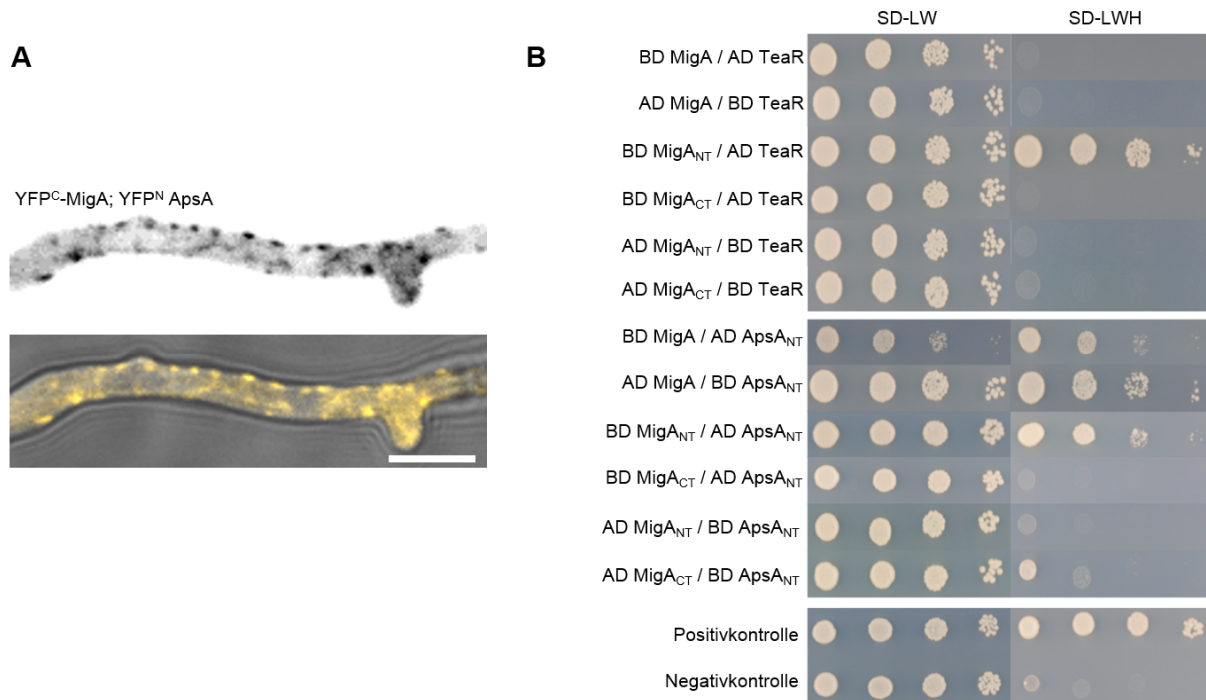 A
B
SD-LW SD-LWH
YFPᶜ-MigA; YFPᴺ ApsA
BD MigA / AD TeaR
AD MigA / BD TeaR
BD MigA_NT / AD TeaR
BD MigA_CT / AD TeaR
AD MigA_NT / BD TeaR
AD MigA_CT / BD TeaR
BD MigA / AD ApsA_NT
AD MigA / BD ApsA_NT
BD MigA_NT / AD ApsA_NT
BD MigA_CT / AD ApsA_NT
AD MigA_NT / BD ApsA_NT
AD MigA_CT / BD ApsA_NT
Positivkontrolle
Negativkontrolle